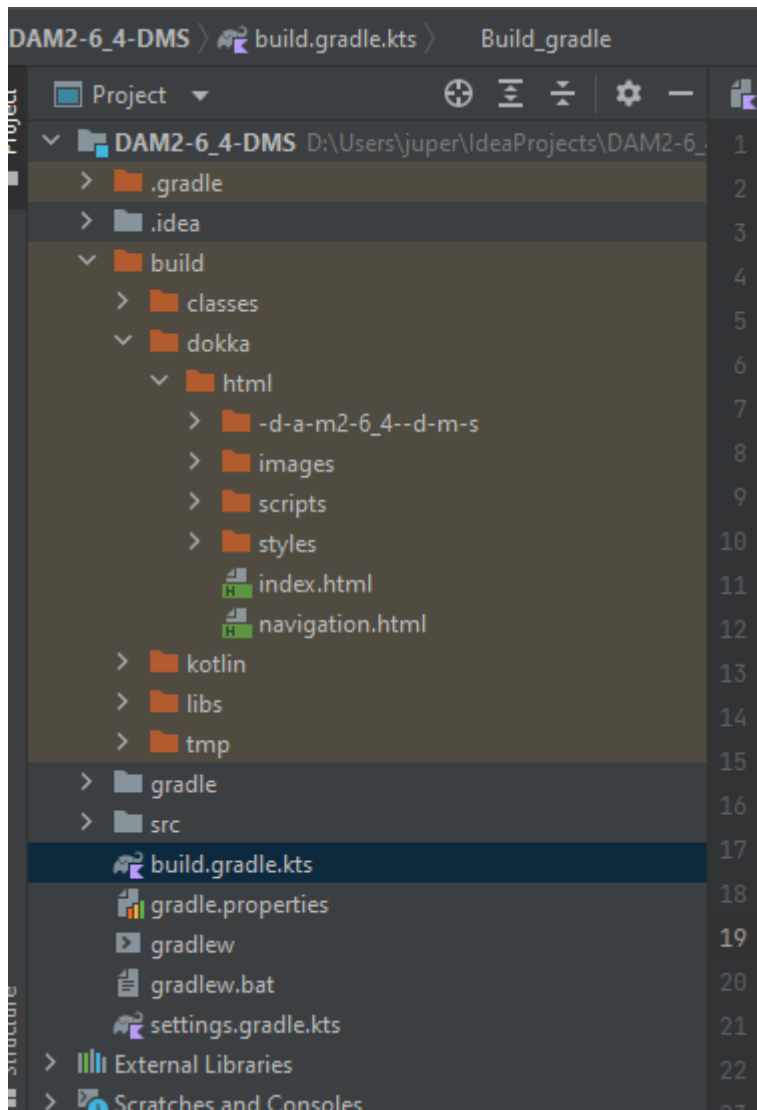 DAM2-6_4-DMS build.gradle.kts Build_gradle
Project
Project
DAM2-6_4-DMS D:\Users\juper\IdeaProjects\DAM2-6_
.gradle
.idea
build
classes
dokka
html
-d-a-m2-6_4--d-m-s
images
scripts
styles
index.html
navigation.html
kotlin
libs
tmp
gradle
src
build.gradle.kts
gradle.properties
gradlew
gradlew.bat
settings.gradle.kts
External Libraries
Scratches and Consoles
Structure
1
2
3
4
5
6
7
8
9
10
11
12
13
14
15
16
17
18
19
20
21
22
23